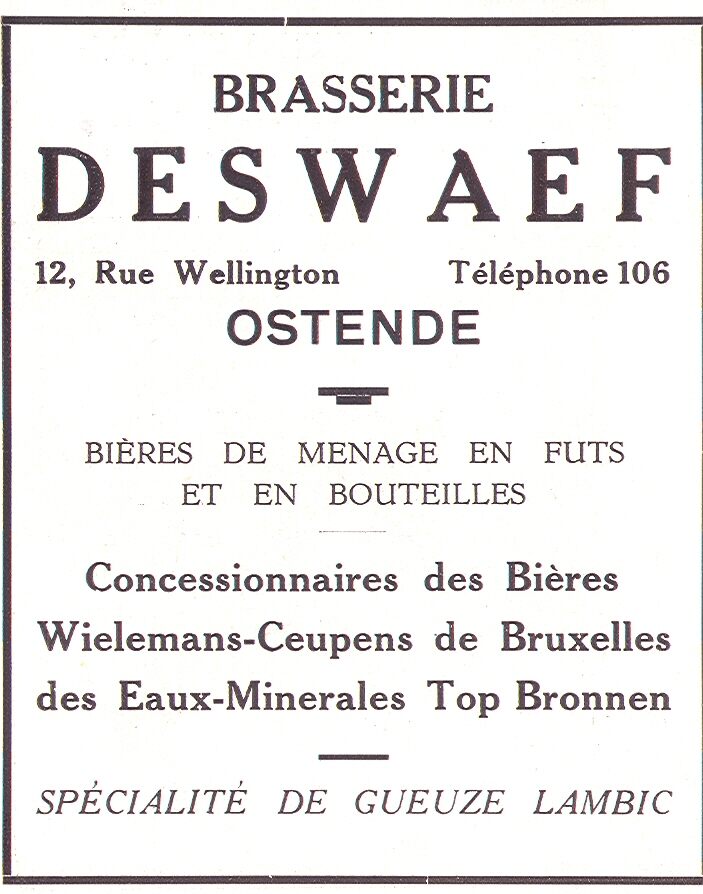 BRASSERIE
DESWAEF
12, Rue Wellington Téléphone 106
OSTENDE
BIÈRES DE MENAGE EN FUTS
ET EN BOUTEILLES
Concessionnaires des Bières
Wielemans-Ceupens de Bruxelles
des Eaux-Minerales Top Bronnen
SPÉCIALITÉ DE GUEUZE LAMBIC